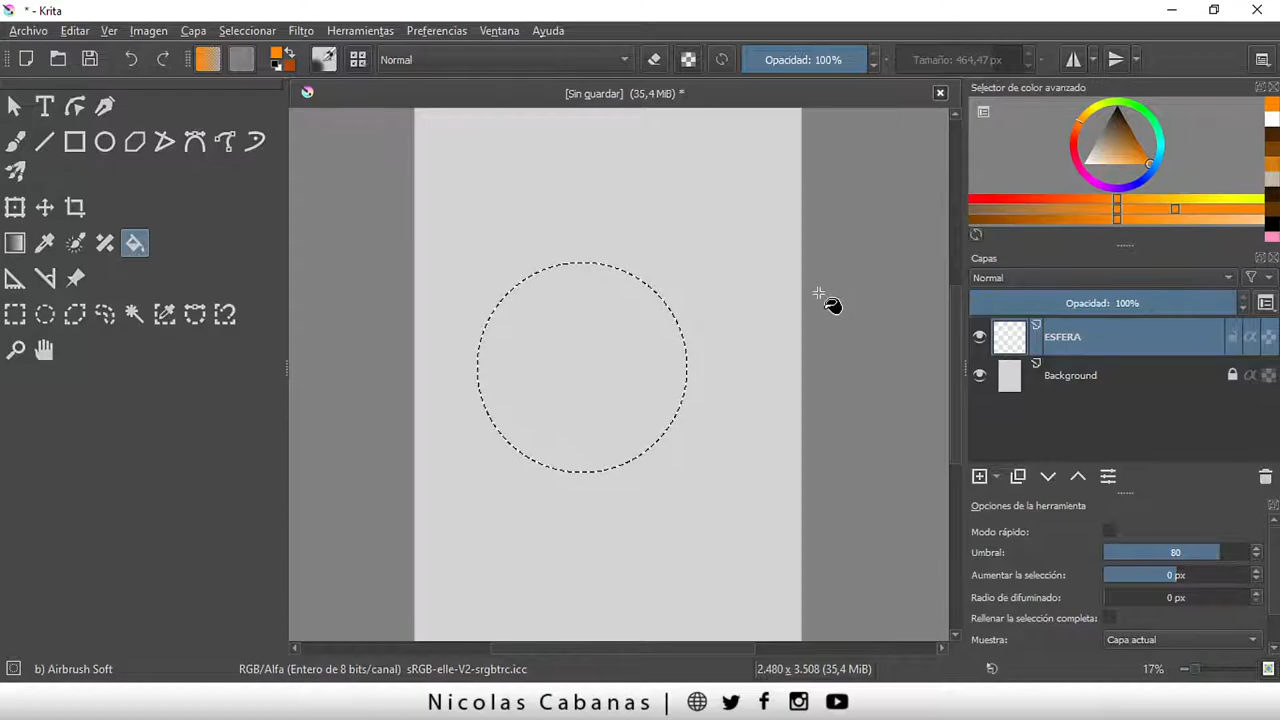 * - Krita
Archivo Editar Ver Imagen Capa Seleccionar Filtro Herramientas Preferencias Ventana Ayuda
Normal
Opacidad: 100%
Tamaño: 464,47 px
[Sin guardar] (35,4 MiB) *
Selector de color avanzado
Capas
Normal
Opacidad: 100%
ESFERA
Background
Opciones de la herramienta
Modo rápido:
Umbral: 80
Aumentar la selección: 0 px
Radio de difuminado: 0 px
Rellenar la selección completa:
Muestra: Capa actual
b) Airbrush Soft RGB/Alfa (Entero de 8 bits/canal) sRGB-elle-V2-srgbtrc.icc 2.480 x 3.508 (35,4 MiB) 17%
Nicolas Cabanas |